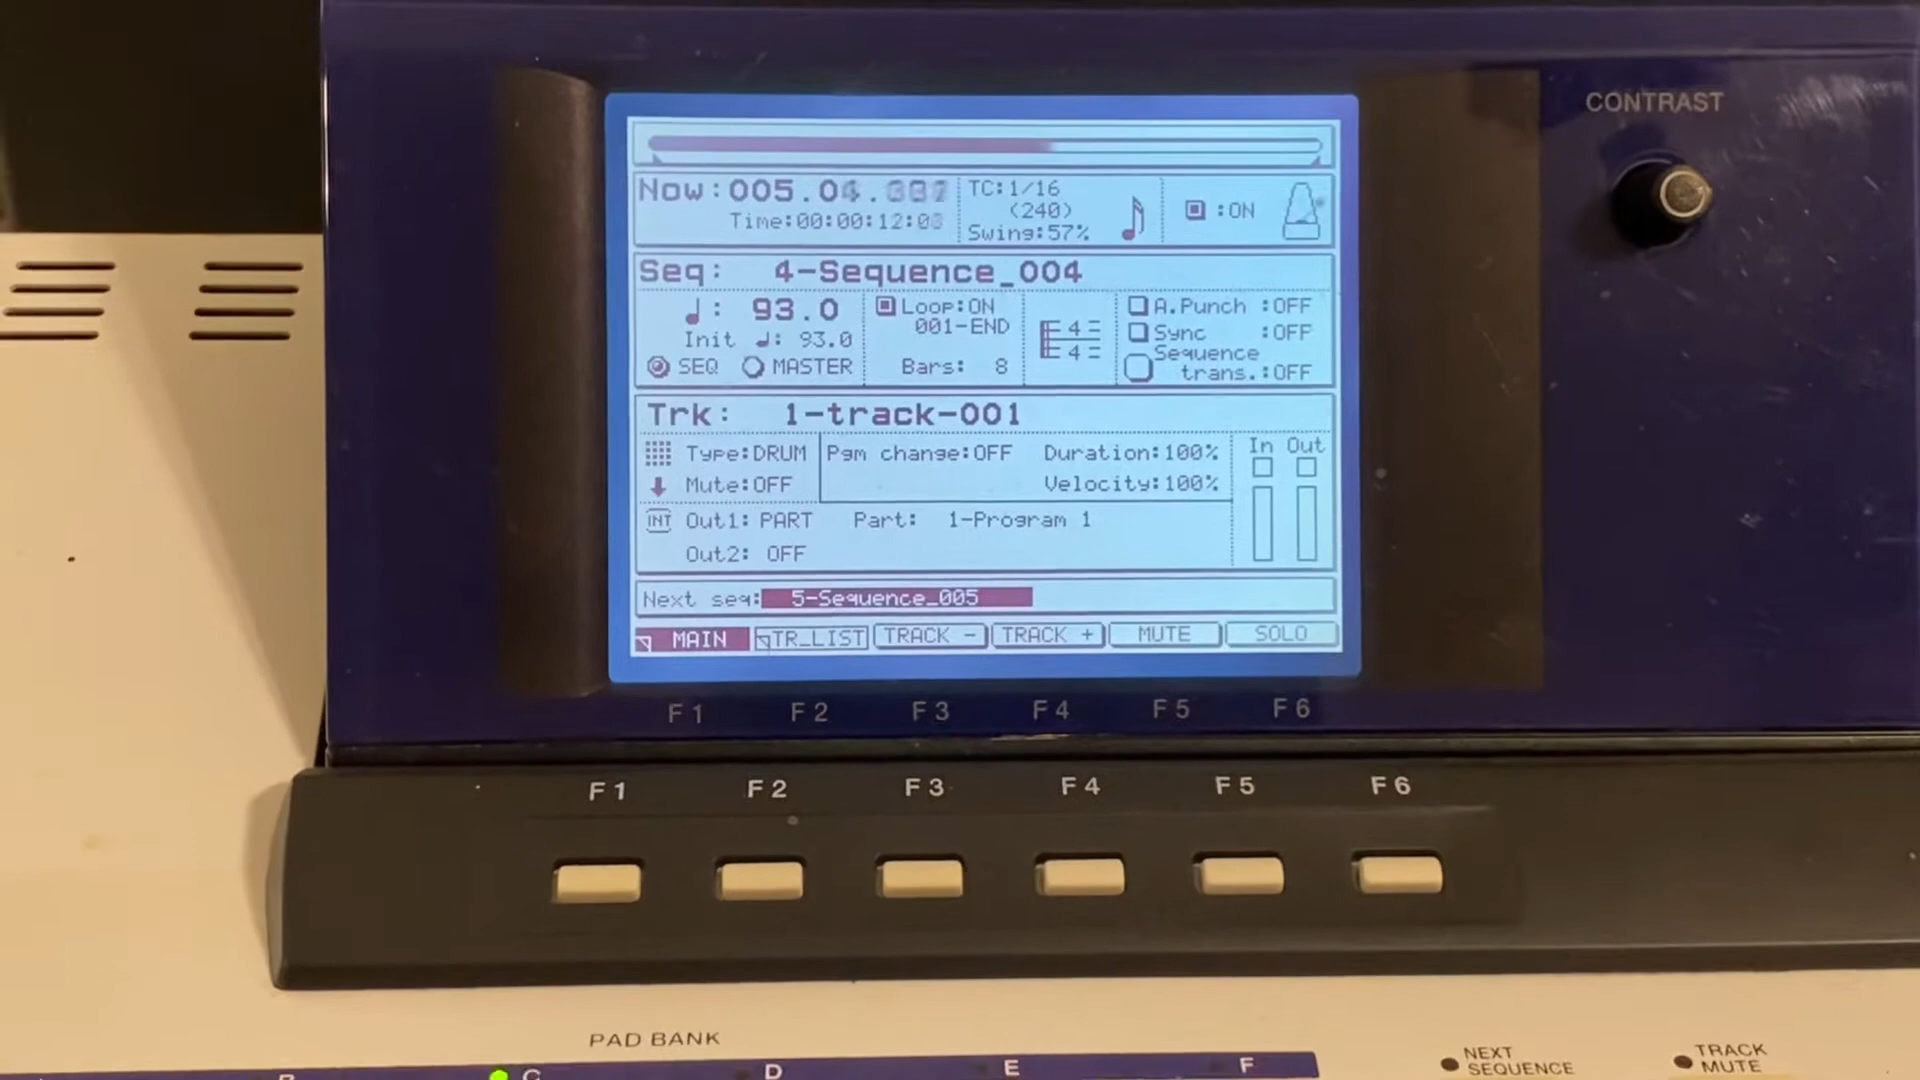 CONTRAST
Now:005.04.
Time:00:00:12:0
TC:1/16
(240)
Swing:57%
:ON
Seq: 4-Sequence_004
♩: 93.0
Init ♩: 93.0
SEQ MASTER
Loop:ON
001-END
Bars: 8
4
4
A.Punch :OFF
Sync :OFF
Sequence
trans.:OFF
Trk: 1-track-001
Type:DRUM
Mute:OFF
Pgm change:OFF
Duration:100%
Velocity:100%
In Out
INT Out1: PART Part: 1-Program 1
Out2: OFF
Next seq: 5-Sequence_005
MAIN TR_LIST TRACK - TRACK + MUTE SOLO
F1 F2 F3 F4 F5 F6
F1 F2 F3 F4 F5 F6
PAD BANK
C D E F
NEXT
SEQUENCE
TRACK
MUTE